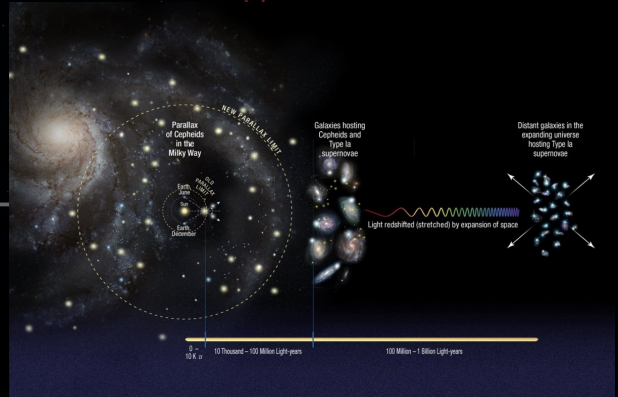 Parallax
of Cepheids
in the
Milky Way
NEW PARALLAX LIMIT
OLD
PARALLAX
LIMIT
Earth,
June
Sun
Earth,
December
Galaxies hosting
Cepheids and
Type Ia
supernovae
Light redshifted (stretched) by expansion of space
Distant galaxies in the
expanding universe
hosting Type Ia
supernovae
0 –
10 K
10 Thousand – 100 Million Light-years
100 Million – 1 Billion Light-years